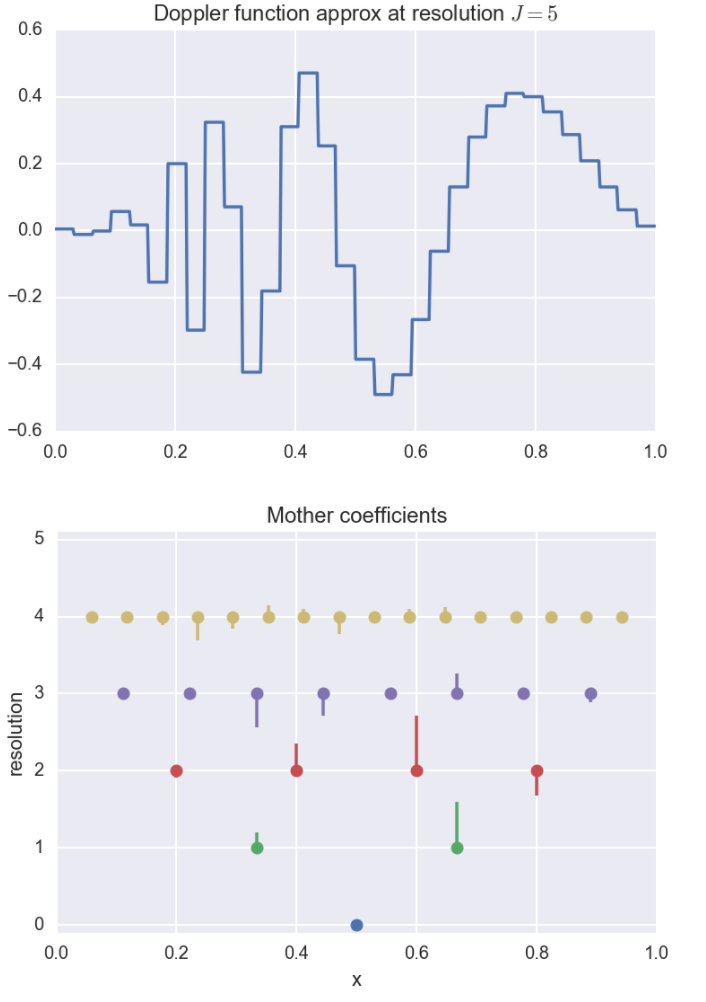 Doppler function approx at resolution J = 5
0.6
0.4
0.2
0.0
−0.2
−0.4
−0.6
0.0 0.2 0.4 0.6 0.8 1.0
Mother coefficients
5
4
3
2
1
0
resolution
0.0 0.2 0.4 0.6 0.8 1.0
x